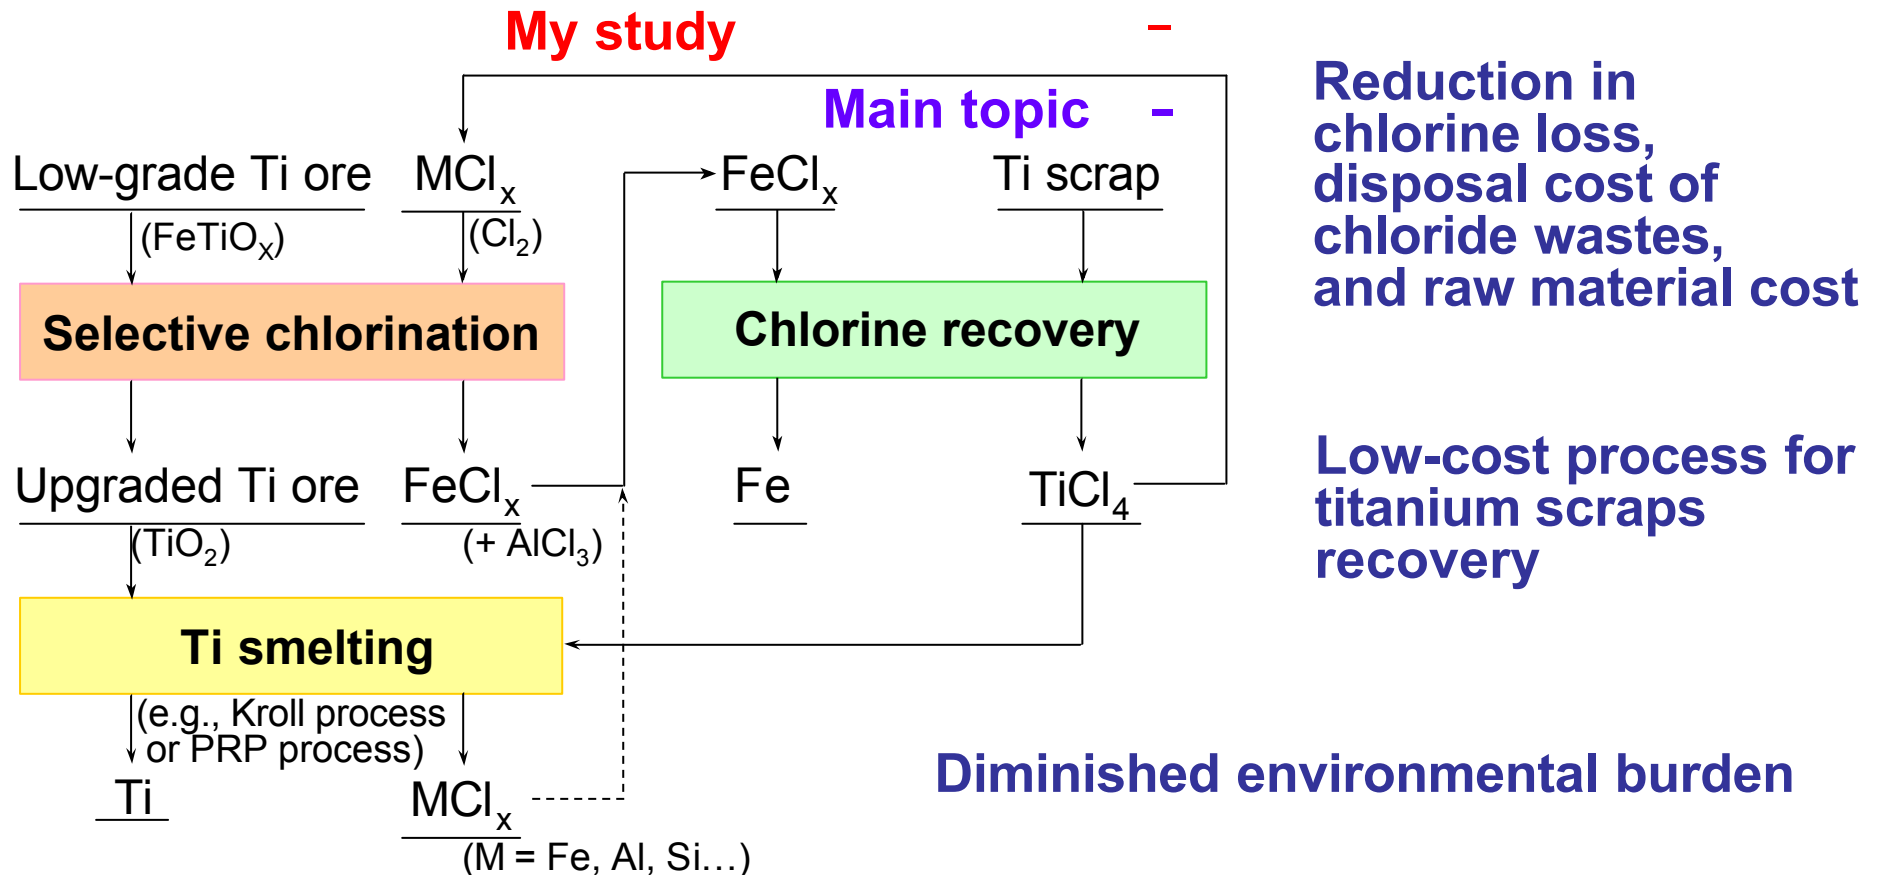 My study –
Main topic –
Low-grade Ti ore
(FeTiOₓ)
MClₓ
(Cl₂)
FeClₓ
Ti scrap
Selective chlorination
Chlorine recovery
Upgraded Ti ore
(TiO₂)
FeClₓ
(+ AlCl₃)
Fe
TiCl₄
Ti smelting
(e.g., Kroll process
or PRP process)
Ti
MClₓ
(M = Fe, Al, Si…)
Reduction in
chlorine loss,
disposal cost of
chloride wastes,
and raw material cost
Low-cost process for
titanium scraps
recovery
Diminished environmental burden